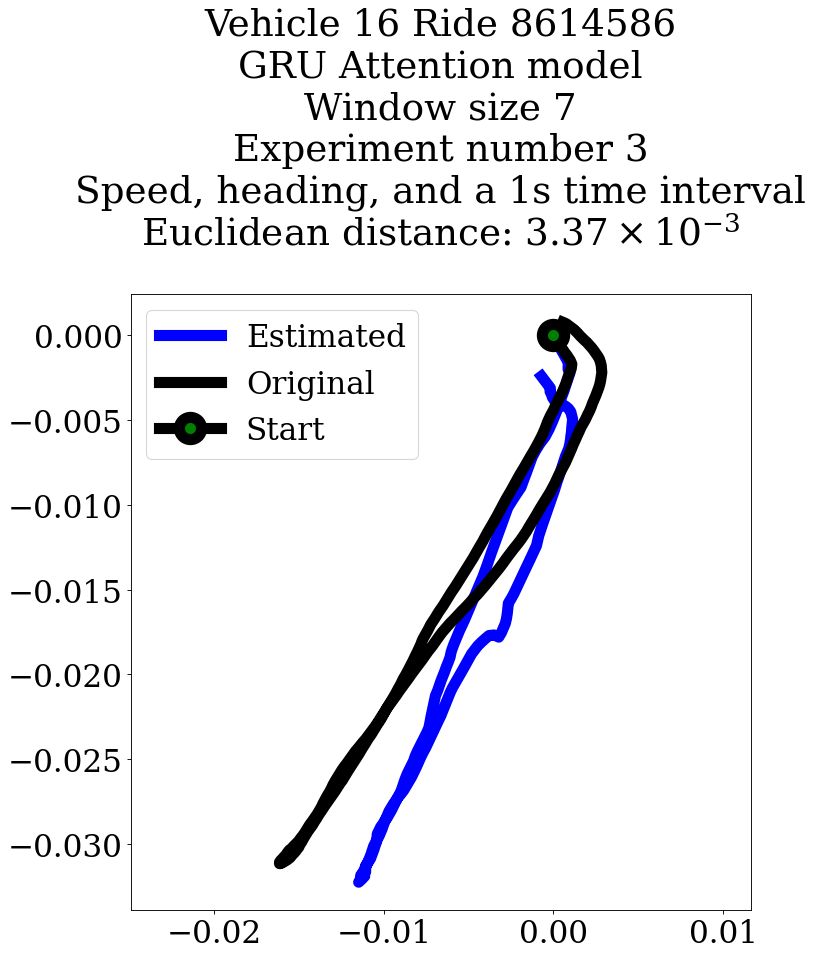 Vehicle 16 Ride 8614586
GRU Attention model
Window size 7
Experiment number 3
Speed, heading, and a 1s time interval
Euclidean distance: 3.37 × 10⁻³
Estimated
Original
Start
0.000
−0.005
−0.010
−0.015
−0.020
−0.025
−0.030
−0.02 −0.01 0.00 0.01